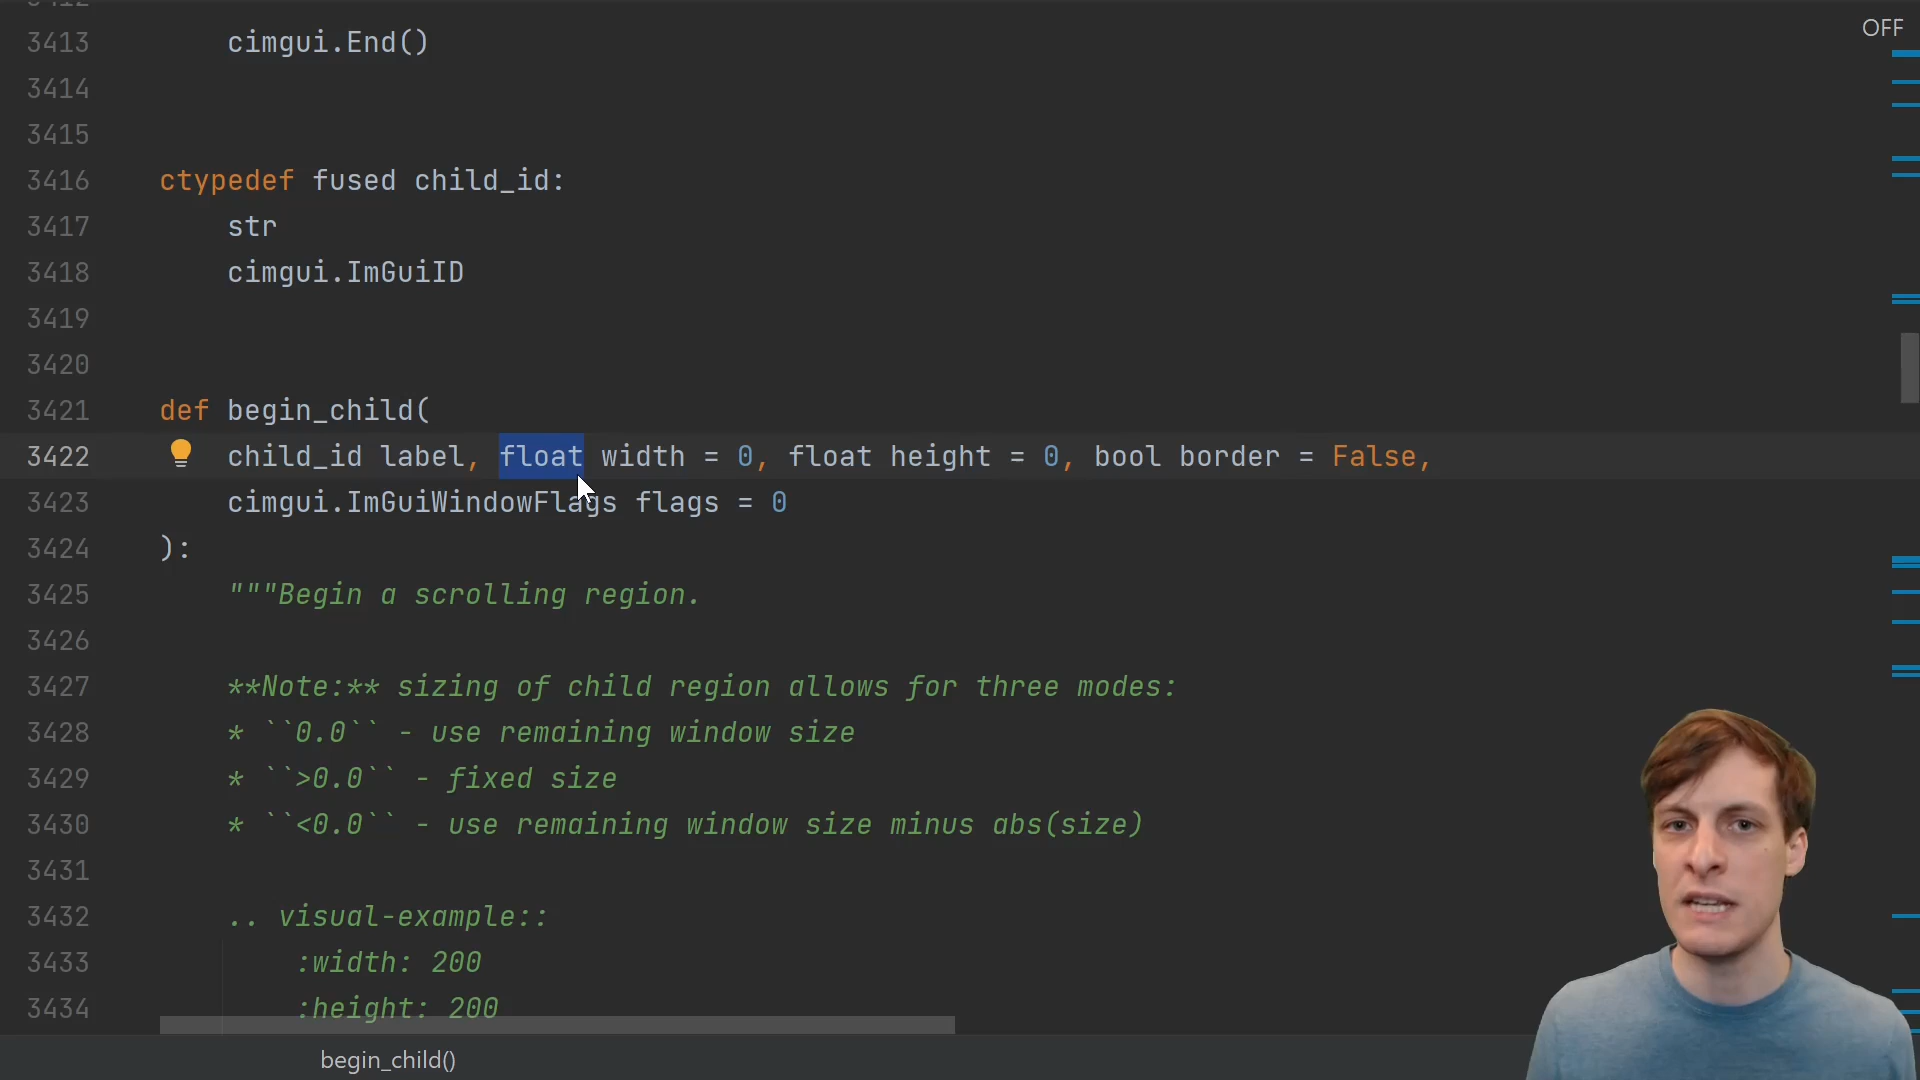 3412
3413 cimgui.End()
OFF
3414
3415
3416 ctypedef fused child_id:
3417 str
3418 cimgui.ImGuiID
3419
3420
3421 def begin_child(
3422 child_id label, float width = 0, float height = 0, bool border = False,
3423 cimgui.ImGuiWindowFlags flags = 0
3424 ):
3425 """Begin a scrolling region.
3426
3427 **Note:** sizing of child region allows for three modes:
3428 * ``0.0`` - use remaining window size
3429 * ``>0.0`` - fixed size
3430 * ``<0.0`` - use remaining window size minus abs(size)
3431
3432 .. visual-example::
3433 :width: 200
3434 :height: 200
begin_child()